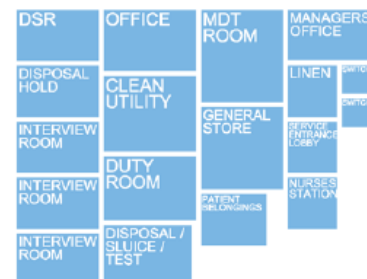 DSR
DISPOSAL
HOLD
INTERVIEW
ROOM
INTERVIEW
ROOM
INTERVIEW
ROOM
OFFICE
CLEAN
UTILITY
DUTY
ROOM
DISPOSAL /
SLUICE /
TEST
MDT
ROOM
GENERAL
STORE
PATIENT
BELONGINGS
MANAGERS
OFFICE
LINEN
SERVICE
ENTRANCE
LOBBY
NURSES
STATION